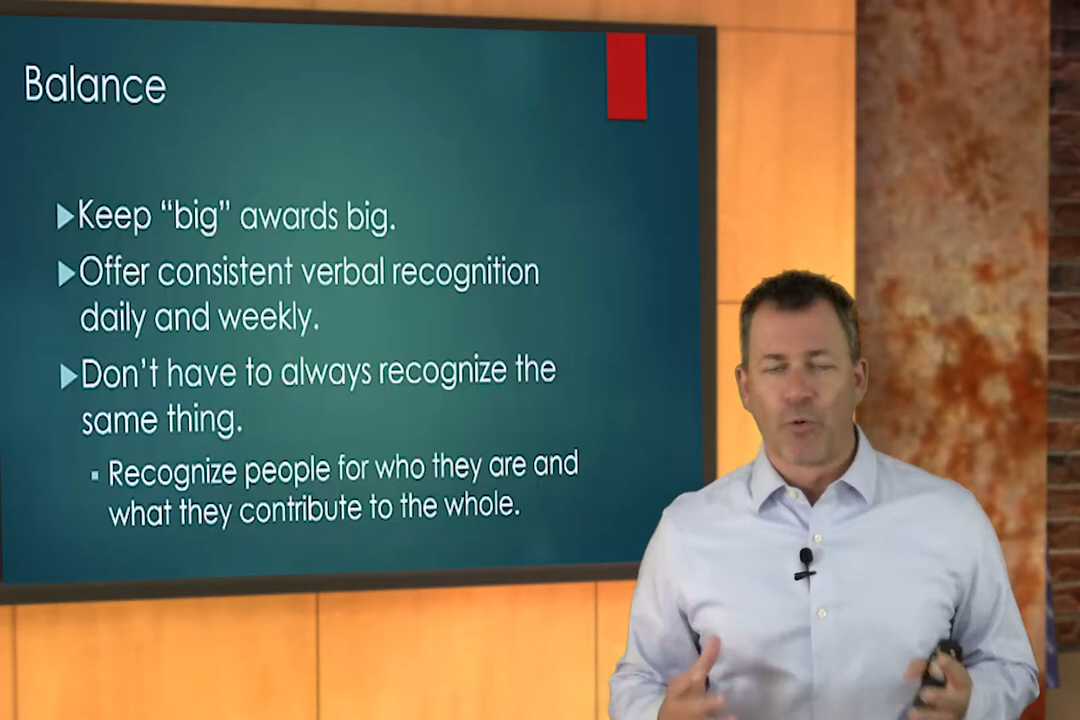 Balance
▶Keep “big” awards big.
▶Offer consistent verbal recognition
daily and weekly.
▶Don’t have to always recognize the
same thing.
▪ Recognize people for who they are and
what they contribute to the whole.